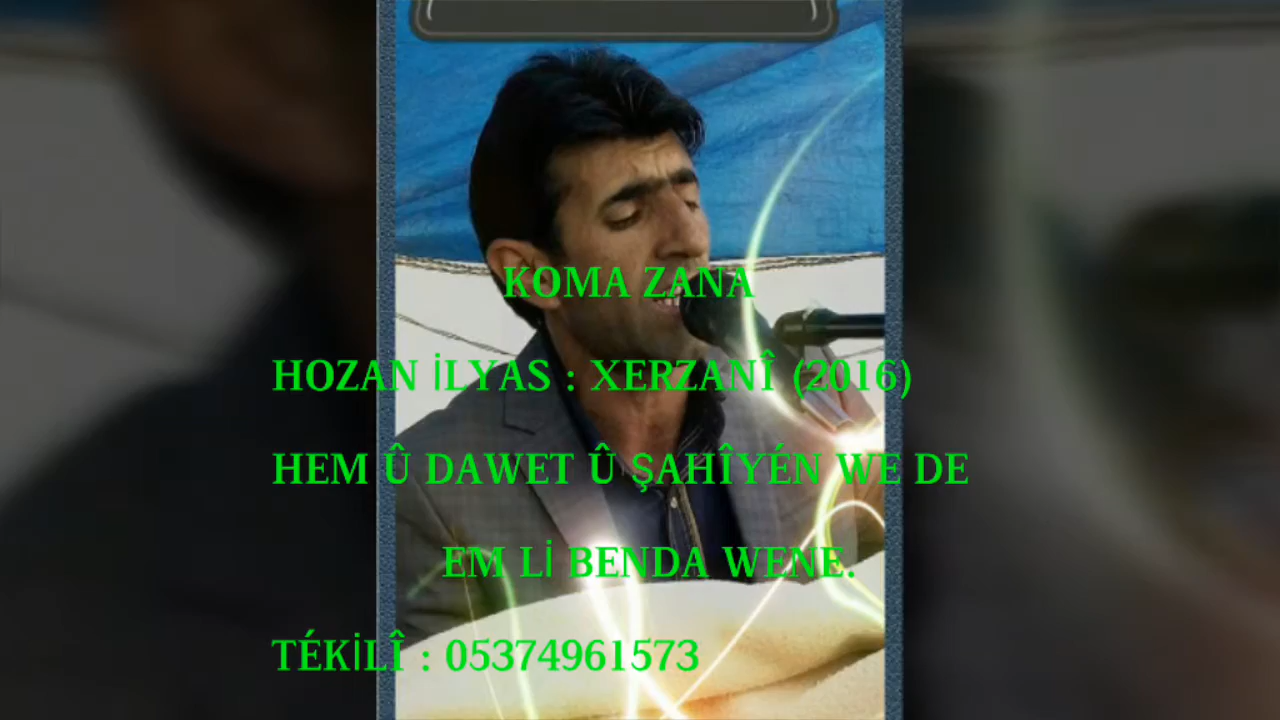 KOMA ZANA
HOZAN İLYAS : XERZANÎ (2016)
HEM Û DAWET Û ŞAHÎYÉN WE DE
EM Lİ BENDA WENE.
TÉKİLÎ : 05374961573